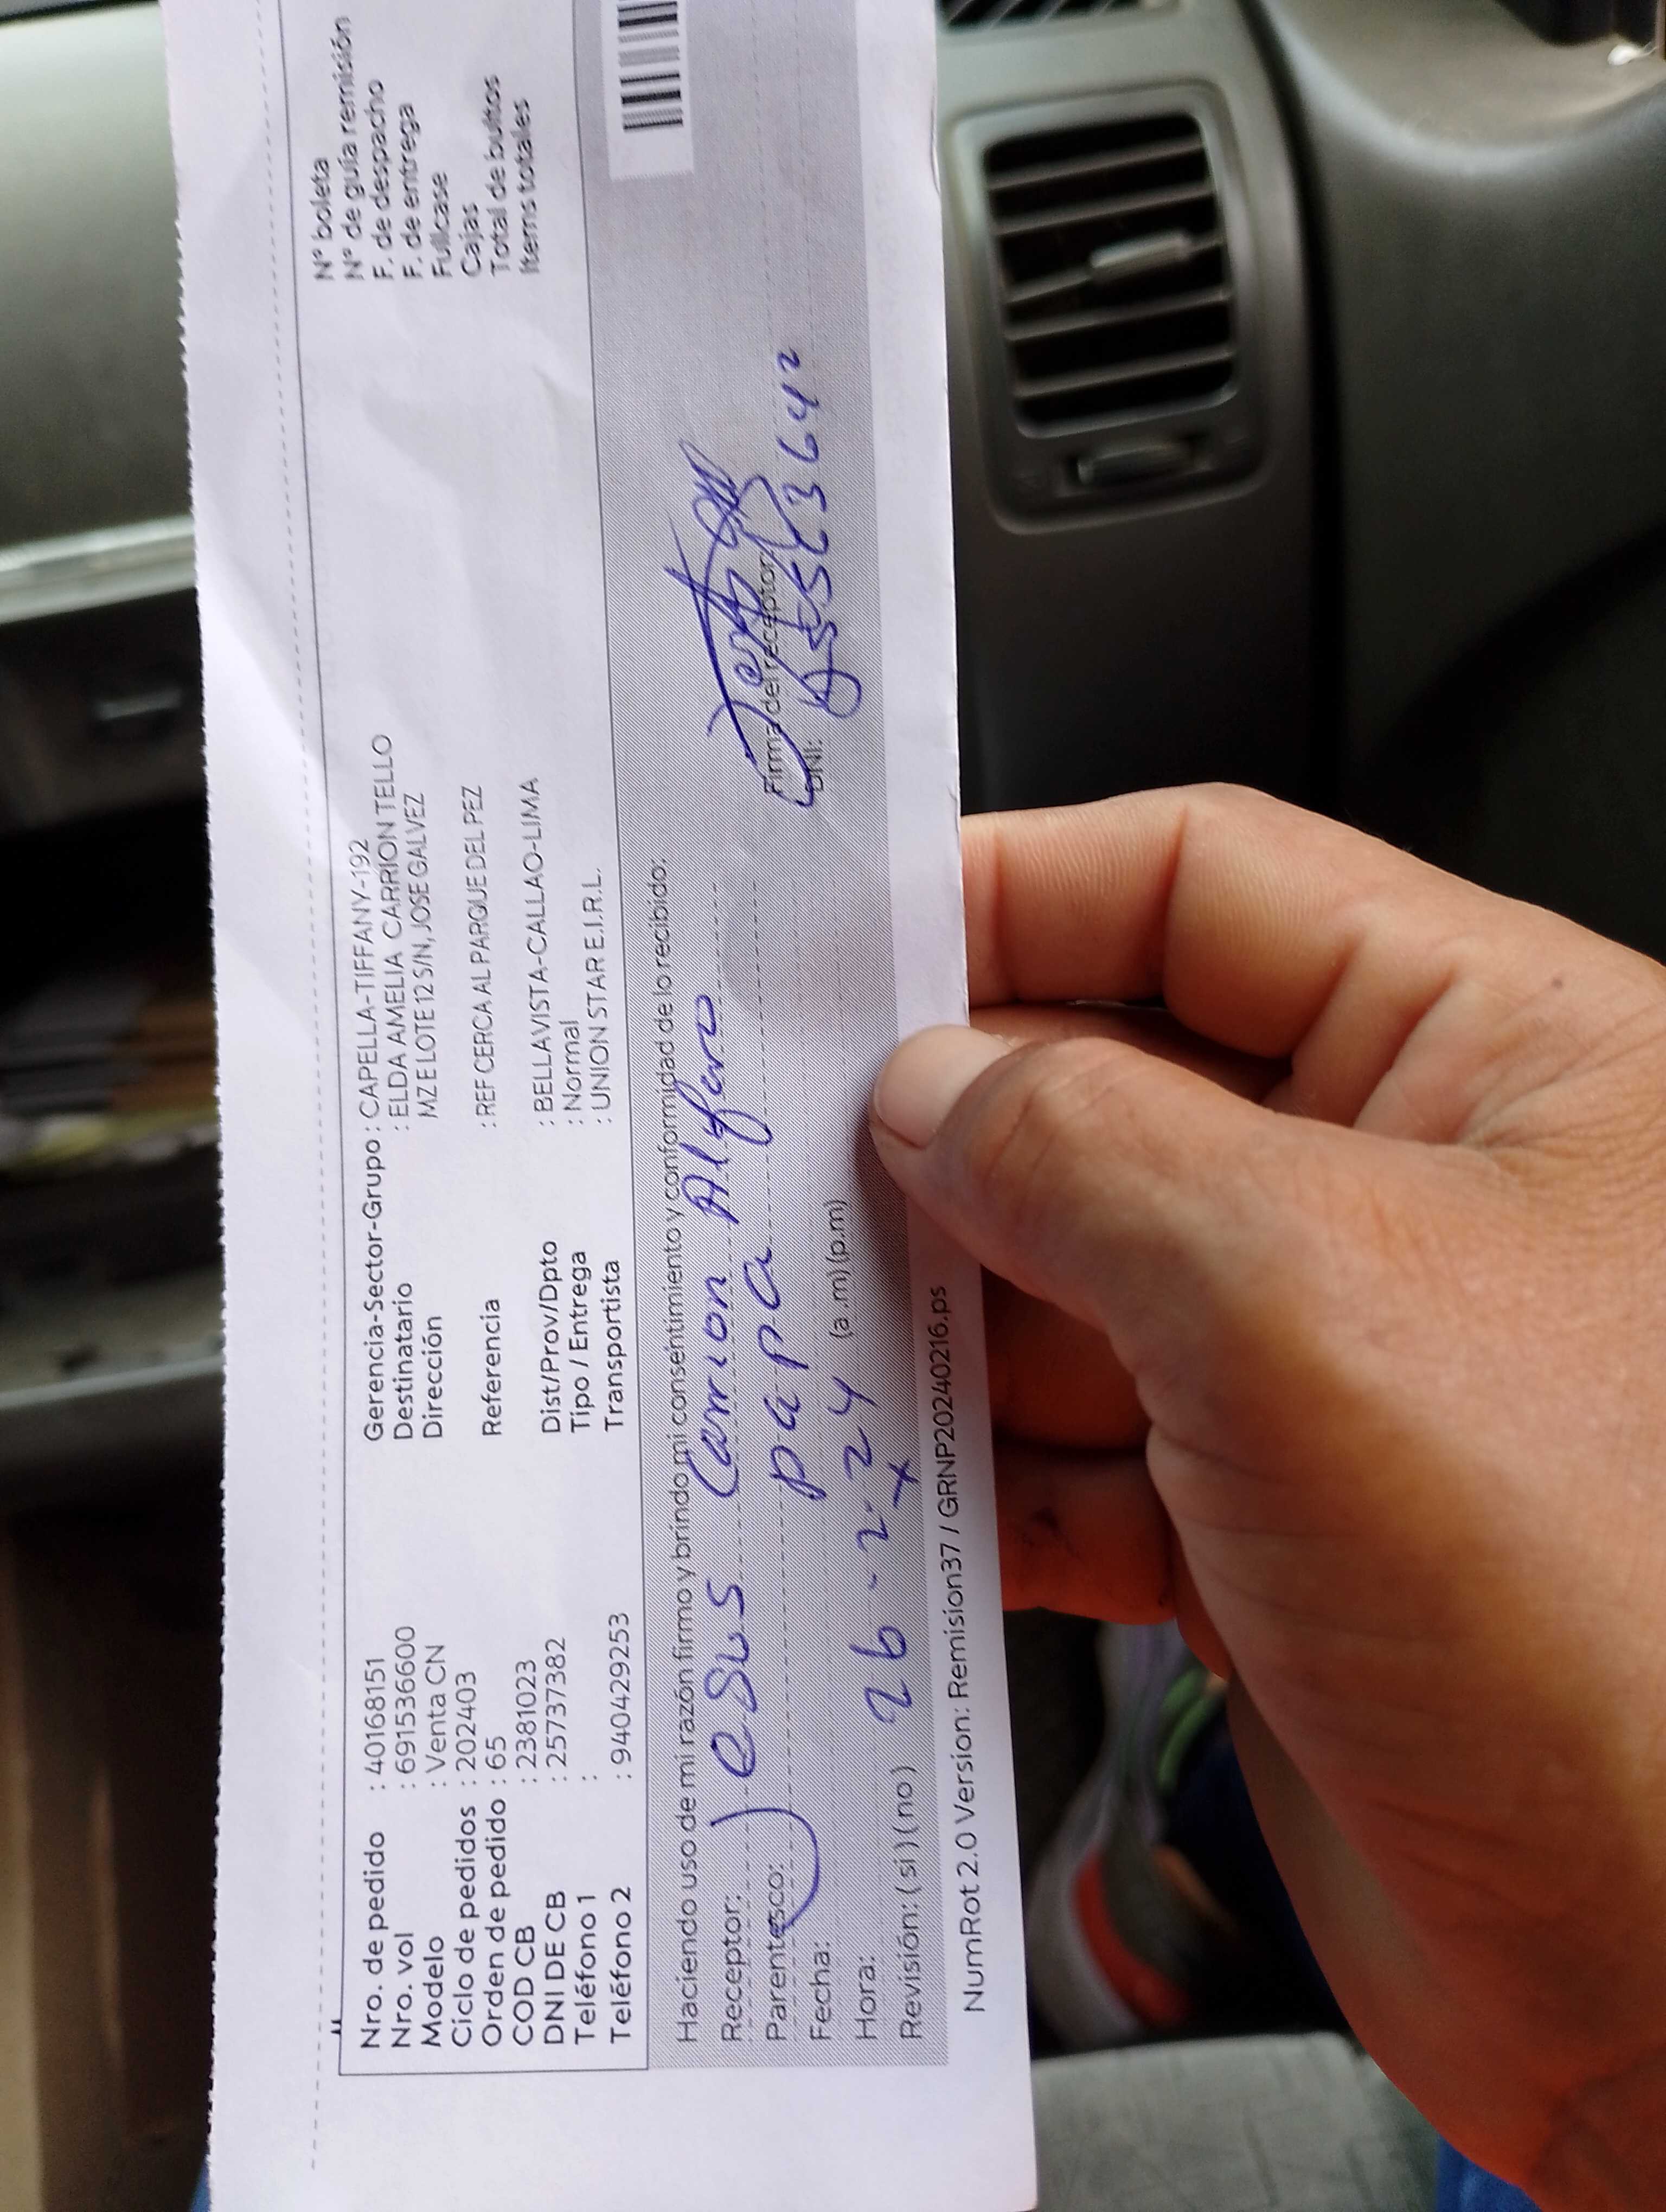 Nro. de pedido : 40168151
Nro. vol : 691536600
Modelo : Venta CN
Ciclo de pedidos : 202403
Orden de pedido : 65
COD CB : 2381023
DNI DE CB : 25737382
Teléfono 1 :
Teléfono 2 : 940429253
Gerencia-Sector-Grupo : CAPELLA-TIFFANY-192
Destinatario : ELDA AMELIA CARRION TELLO
Dirección MZ E LOTE 12 S/N, JOSE GALVEZ
Referencia : REF CERCA AL PARQUE DEL PEZ
Dist/Prov/Dpto : BELLAVISTA-CALLAO-LIMA
Tipo / Entrega : Normal
Transportista : UNION STAR E.I.R.L.
N° boleta
N° de guía remisión
F. de despacho
F. de entrega
Fullcase
Cajas
Total de bultos
Items totales
Haciendo uso de mi razón firmo y brindo mi consentimiento y conformidad de lo recibido:
Receptor: Jesus Carrion Alfaro
Parentesco: papa
Fecha: 26-2-24
Hora: (a.m) (p.m)
Revisión: (si) (no)
Firma del receptor
DNI:
NumRot 2.0 Version: Remision37 / GRNP20240216.ps